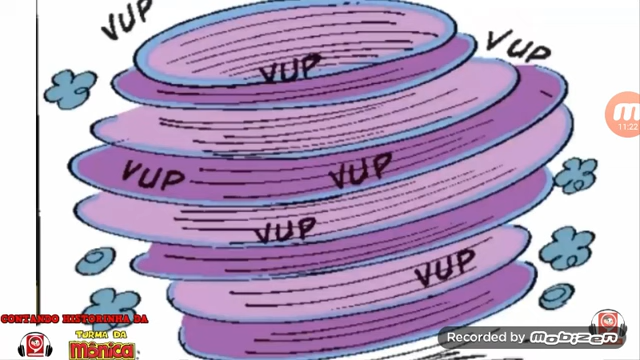 VUP
VUP
VUP
11:22
VUP
VUP
VUP
VUP
CONTANDO HISTORINHA DA
TURMA DA
Mônica
Recorded by Mobizen